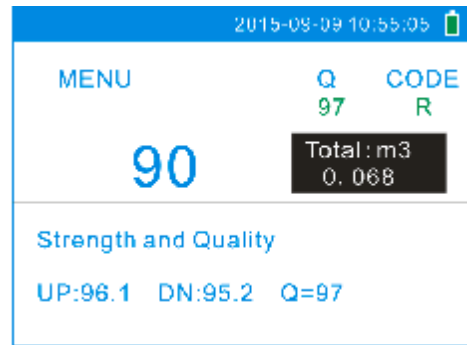 2015-09-09 10:55:05
MENU Q CODE
97 R
90 Total:m3
0.068
Strength and Quality
UP:96.1 DN:95.2 Q=97